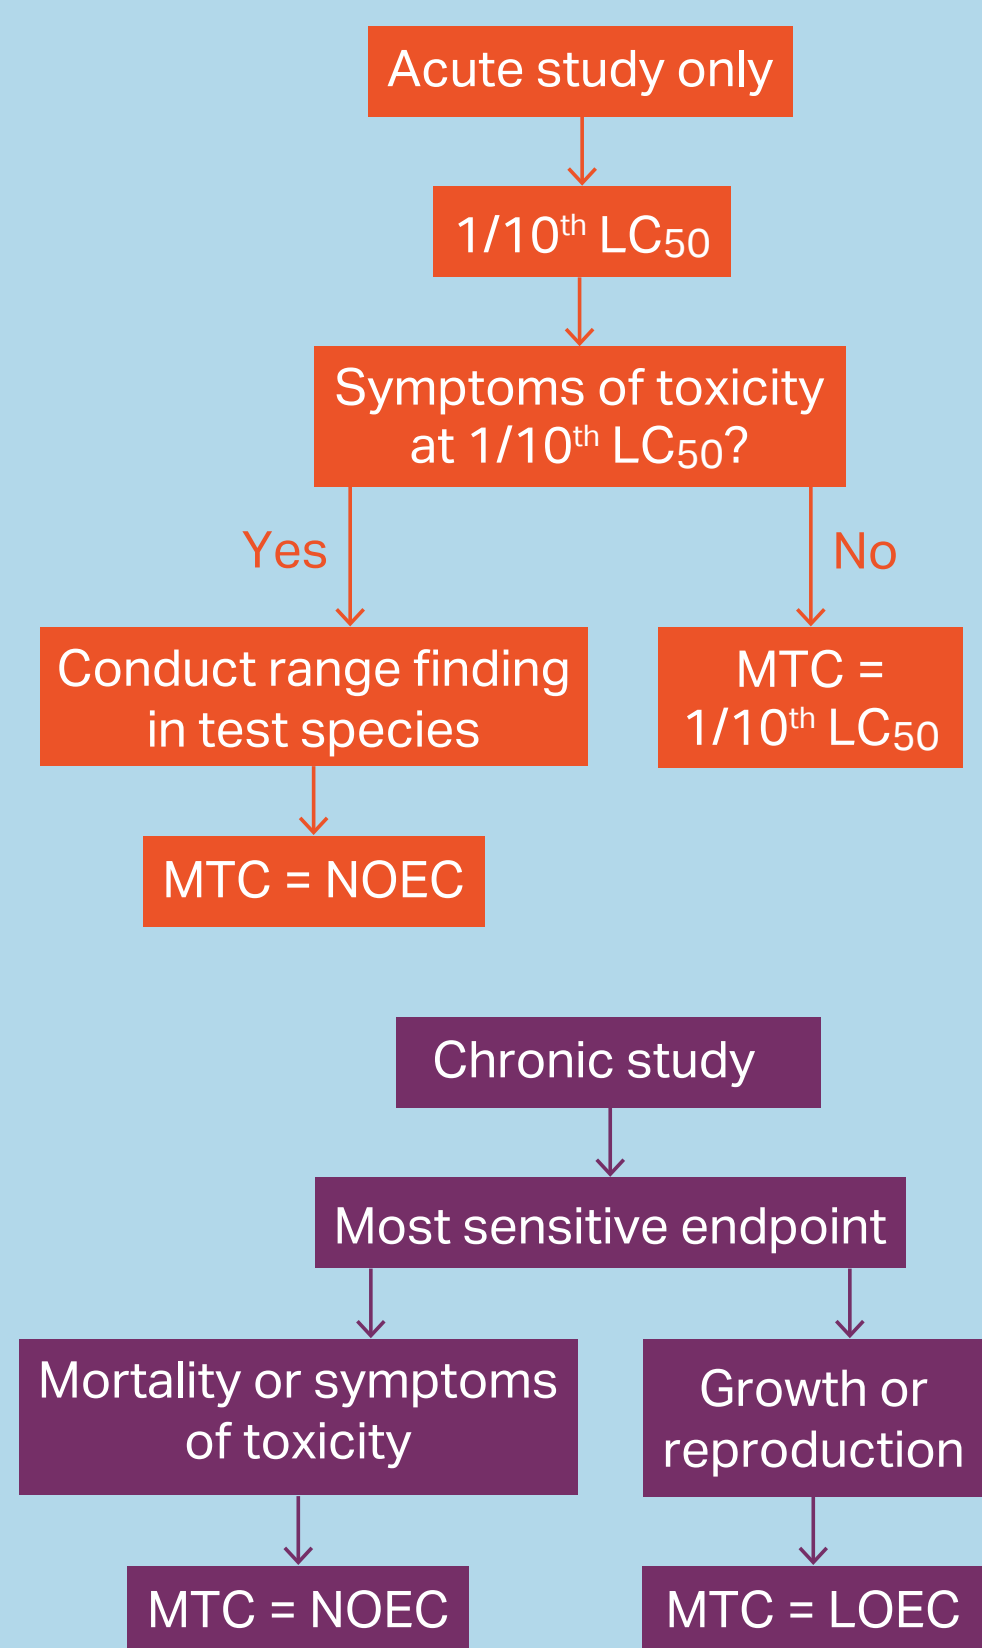 Acute study only
1/10th LC50
Symptoms of toxicity
at 1/10th LC50?
Yes
No
Conduct range finding
in test species
MTC =
1/10th LC50
MTC = NOEC
Chronic study
Most sensitive endpoint
Mortality or symptoms
of toxicity
Growth or
reproduction
MTC = NOEC
MTC = LOEC